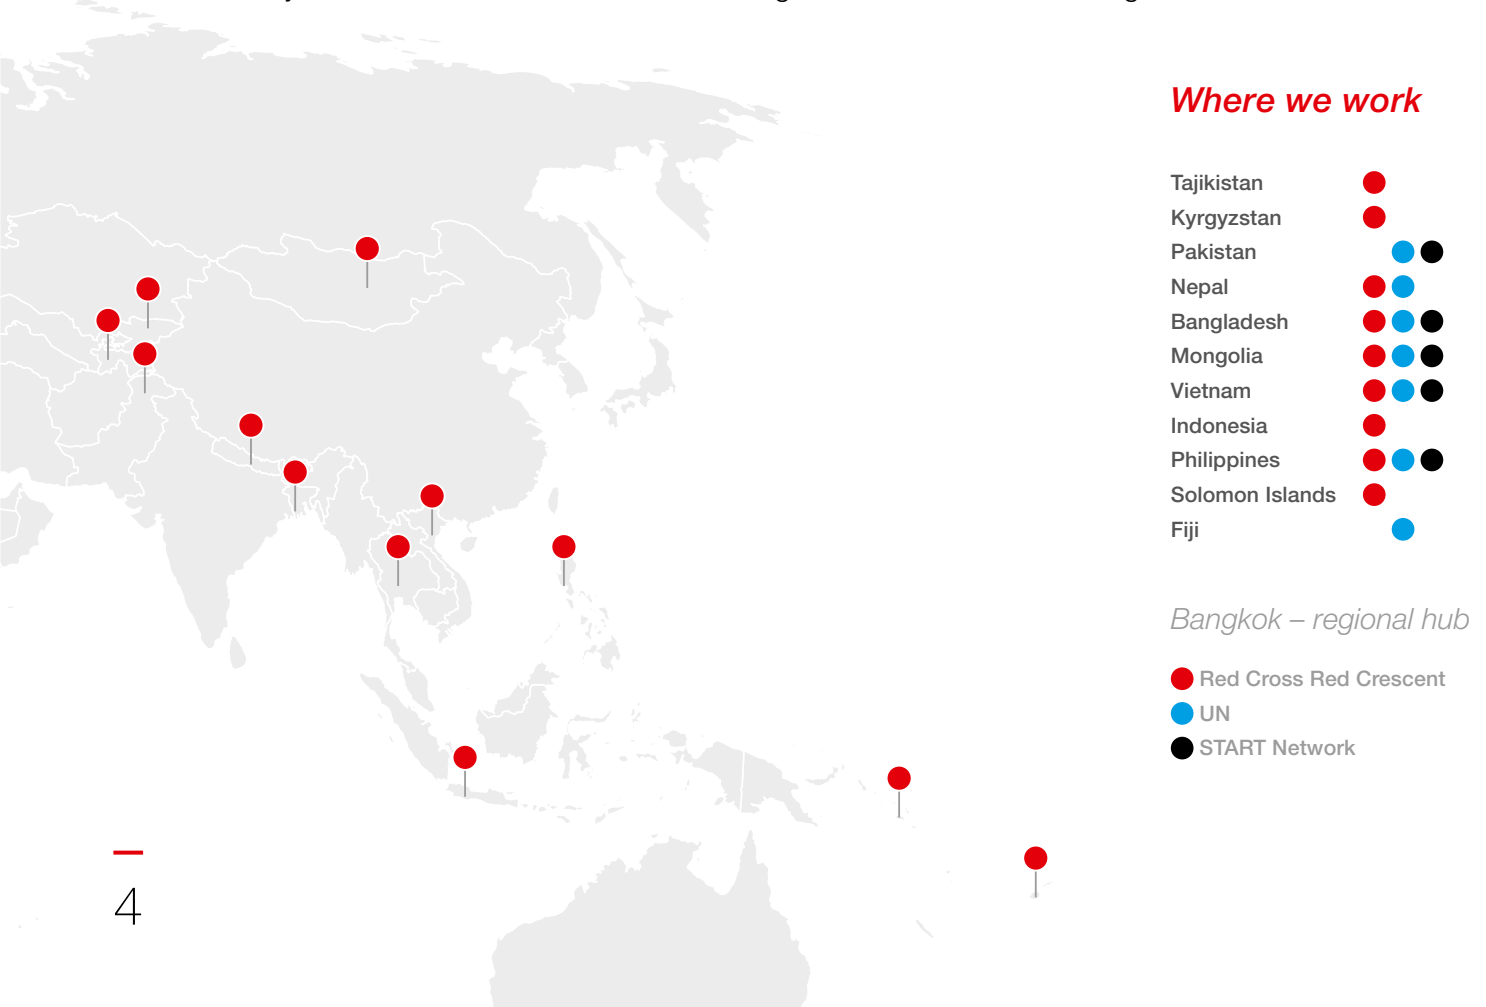 Where we work
Tajikistan
Kyrgyzstan
Pakistan
Nepal
Bangladesh
Mongolia
Vietnam
Indonesia
Philippines
Solomon Islands
Fiji
Bangkok – regional hub
Red Cross Red Crescent
UN
START Network
4